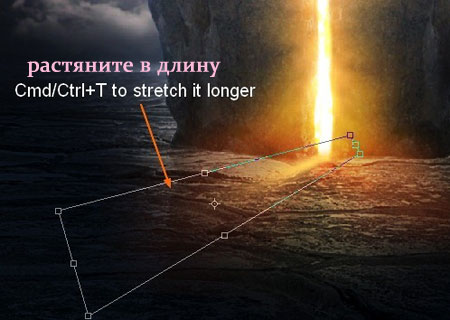 растяните в длину
Cmd/Ctrl+T to stretch it longer